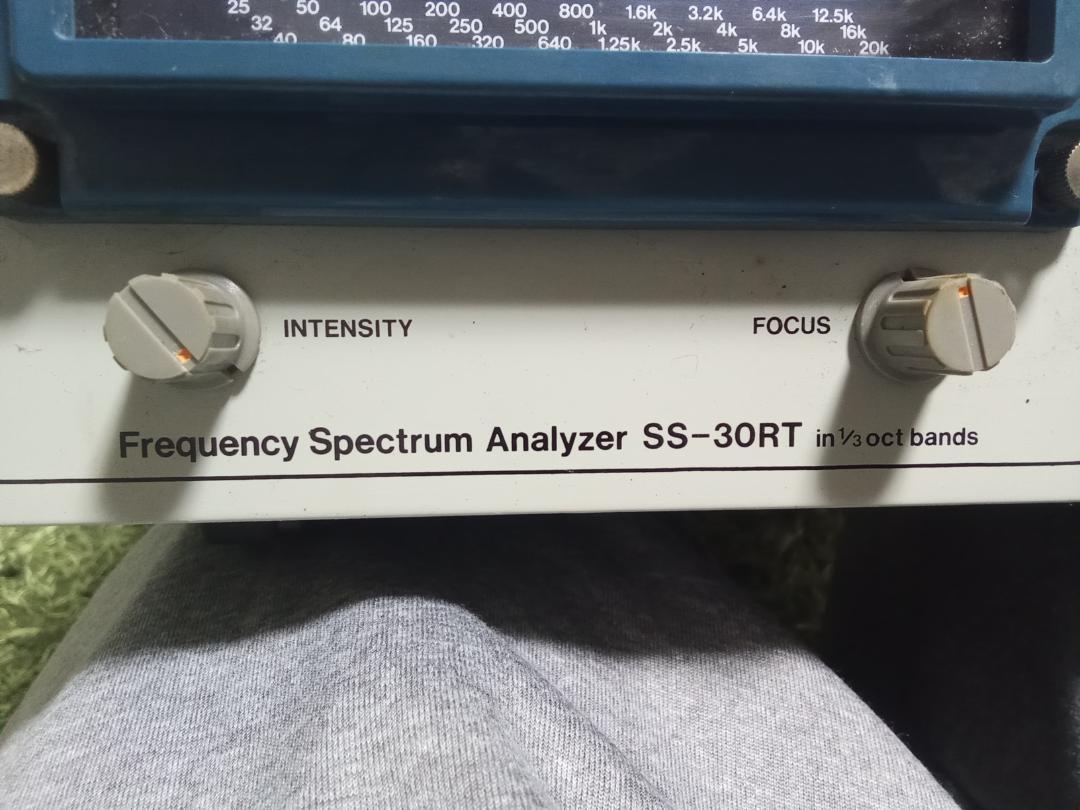 25 50 100 200 400 800 1.6k 3.2k 6.4k 12.5k
32 64 125 250 500 1k 2k 4k 8k 16k
40 80 160 320 640 1.25k 2.5k 5k 10k 20k
INTENSITY FOCUS
Frequency Spectrum Analyzer SS-30RT in 1/3 oct bands